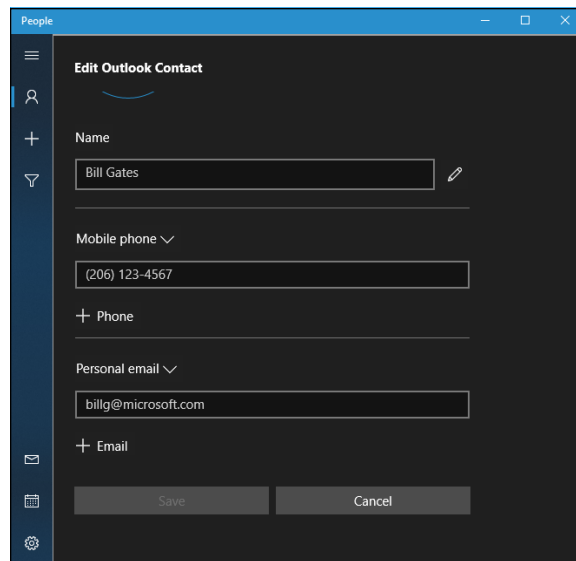 People
Edit Outlook Contact
Name
Bill Gates
Mobile phone
(206) 123-4567
Phone
Personal email
billg@microsoft.com
Email
Save Cancel